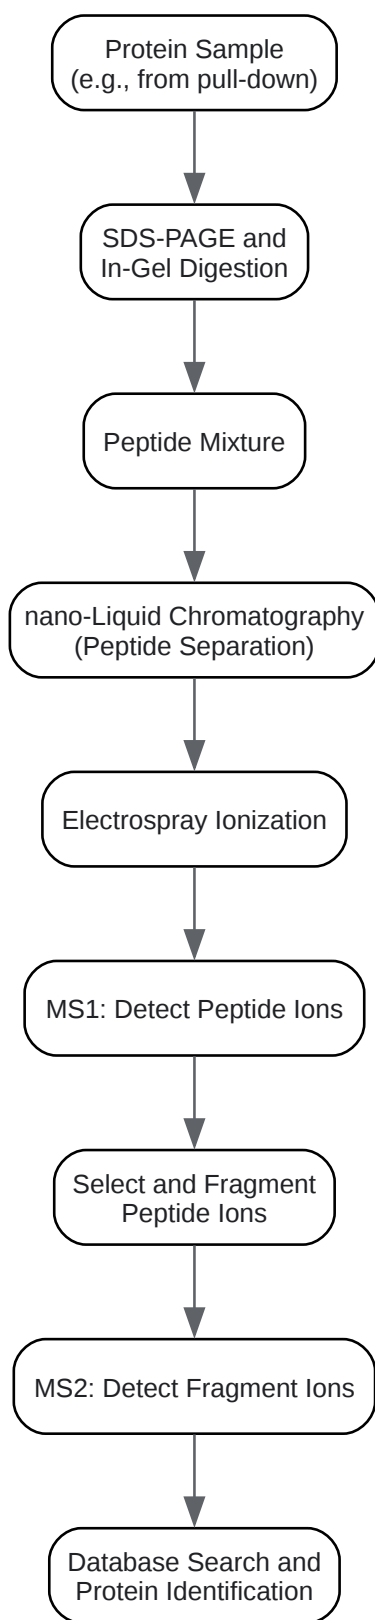 Protein Sample
(e.g., from pull-down)
SDS-PAGE and
In-Gel Digestion
Peptide Mixture
nano-Liquid Chromatography
(Peptide Separation)
Electrospray Ionization
MS1: Detect Peptide Ions
Select and Fragment
Peptide Ions
MS2: Detect Fragment Ions
Database Search and
Protein Identification